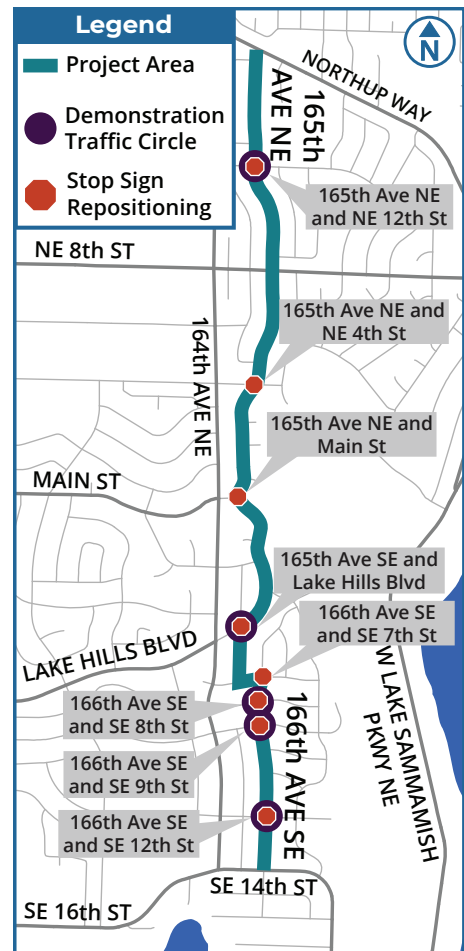 Legend
Project Area
Demonstration
Traffic Circle
Stop Sign
Repositioning
N
NORTHUP WAY
165th
AVE NE
165th Ave NE
and NE 12th St
NE 8th ST
164th AVE NE
165th Ave NE and
NE 4th St
165th Ave NE and
Main St
MAIN ST
165th Ave SE and
Lake Hills Blvd
166th Ave SE
and SE 7th St
LAKE HILLS BLVD
166th Ave SE
and SE 8th St
166th AVE SE
W LAKE SAMMAMISH
PKWY NE
166th Ave SE
and SE 9th St
166th Ave SE
and SE 12th St
SE 14th ST
SE 16th ST